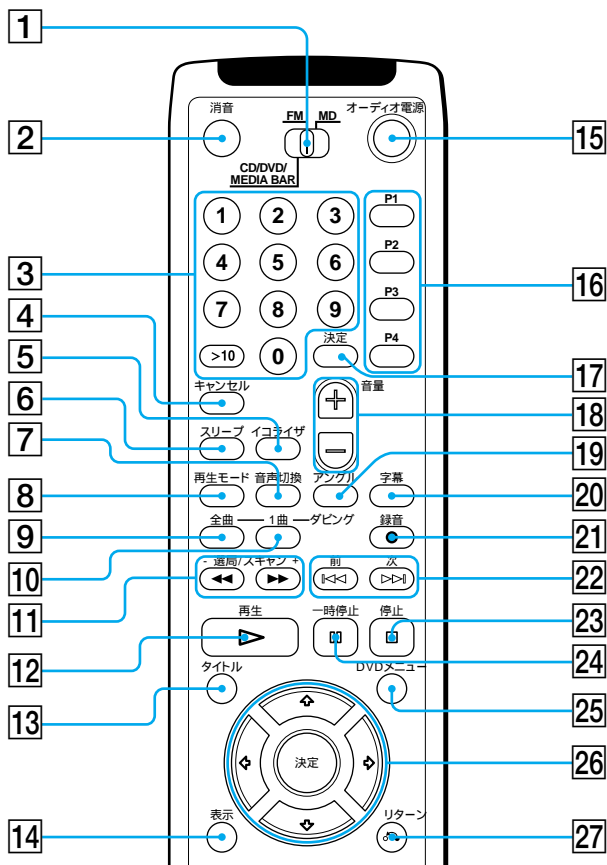 1
消音
FM MD
オーディオ電源
2
15
CD/DVD/
MEDIA BAR
P1
1 2 3
P2
3
4 5 6
16
P3
4
7 8 9
5
決定
P4
>10 0
17
キャンセル
音量
6
18
スリープ イコライザ
7
19
再生モード 音声切換 アングル 字幕
8
20
全曲 1曲 ダビング 録音
9
21
10
- 選局/スキャン +
前 次
11
22
再生 一時停止 停止
12
23
24
タイトル
DVDメニュー
13
25
決定
26
表示
リターン
14
27